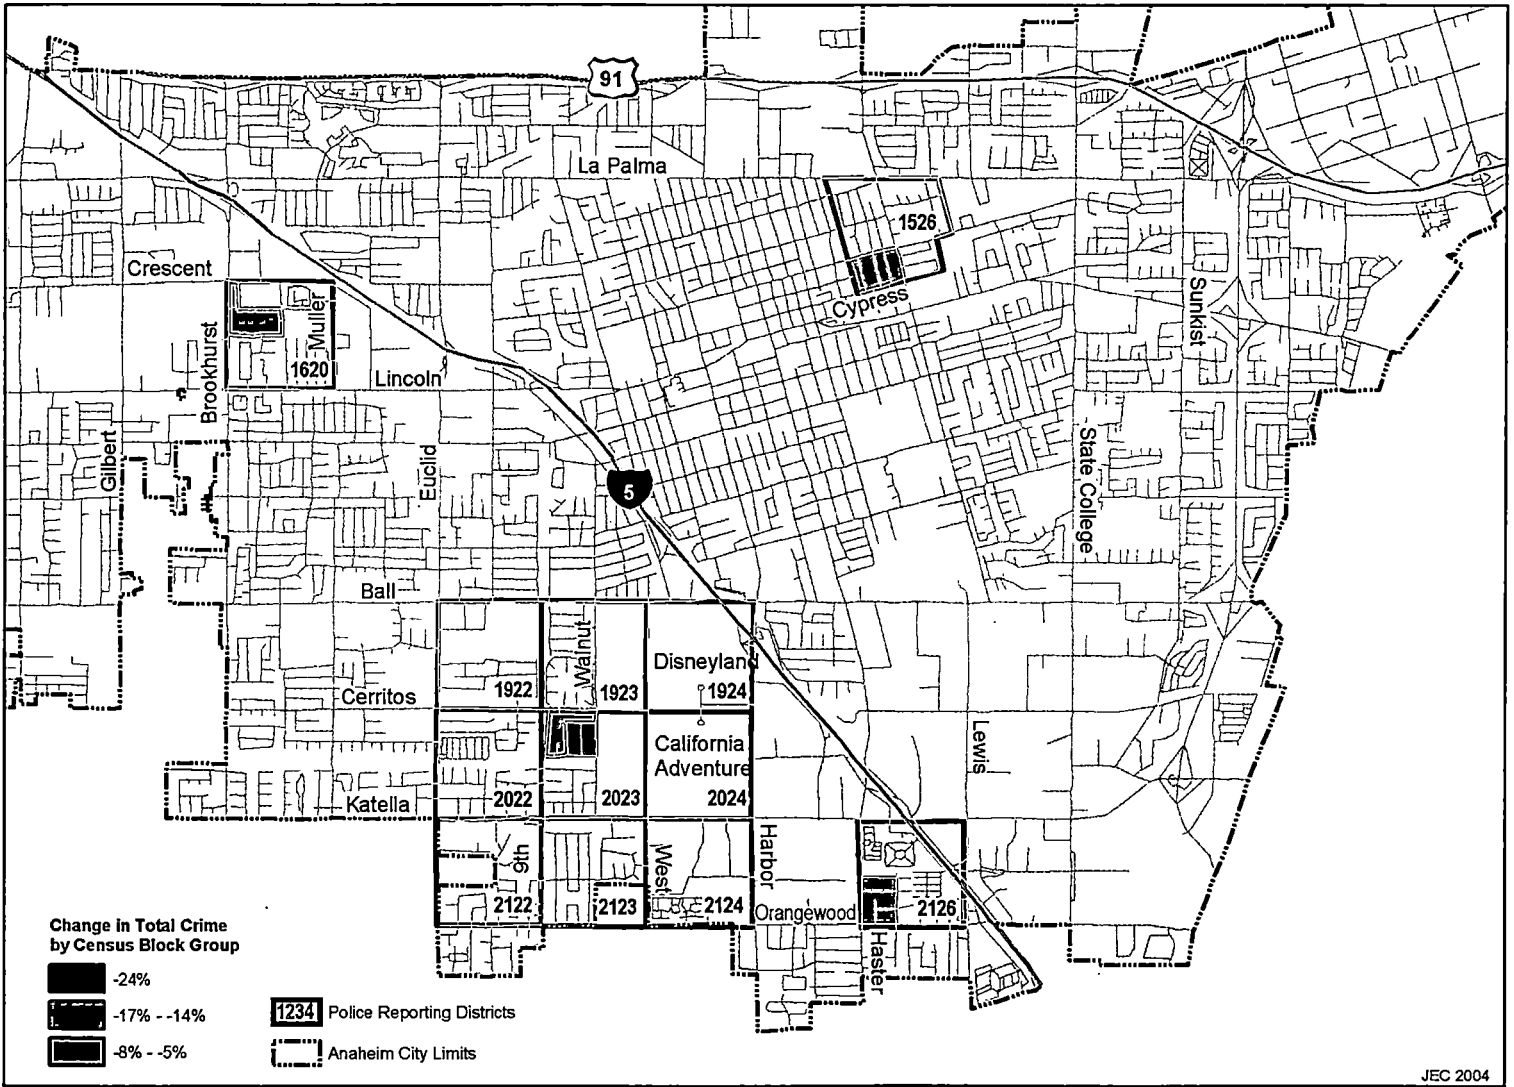 91
La Palma
1526
Crescent
Cypress
Sunkist
Muller
Brookhurst
1620
Lincoln
Gilbert
Euclid
State College
5
Ball
Walnut
Disneyland
1922
1923
1924
Cerritos
California
Adventure
Lewis
Katella
2022
2023
2024
9th
West
Harbor
2122
2123
2124
Orangewood
2126
Haster
Change in Total Crime
by Census Block Group
-24%
-17% - -14%
-8% - -5%
1234 Police Reporting Districts
Anaheim City Limits
JEC 2004